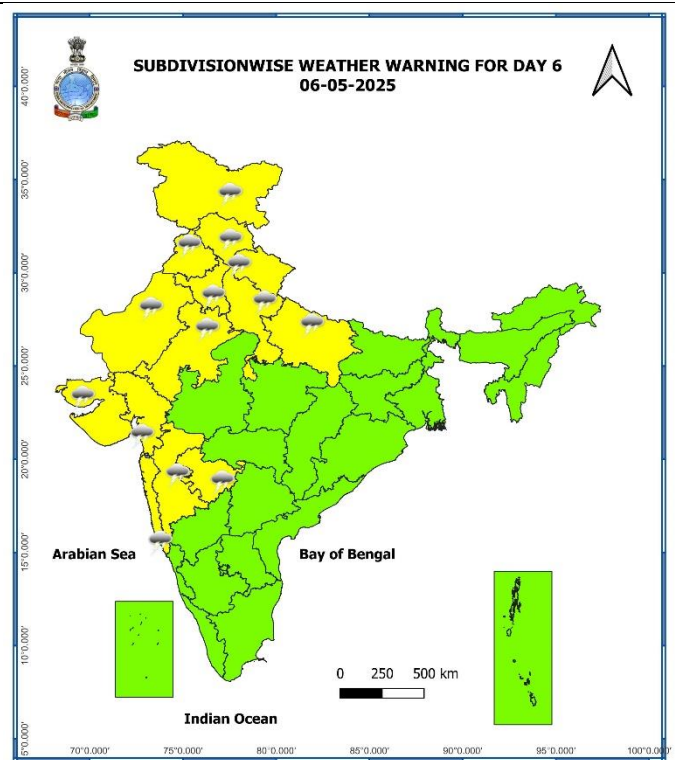 SUBDIVISIONWISE WEATHER WARNING FOR DAY 6
06-05-2025
40°0.000'
35°0.000'
30°0.000'
25°0.000'
20°0.000'
15°0.000'
10°0.000'
5°0.000'
Arabian Sea
Bay of Bengal
0 250 500 km
Indian Ocean
70°0.000' 75°0.000' 80°0.000' 85°0.000' 90°0.000' 95°0.000' 100°0.000'